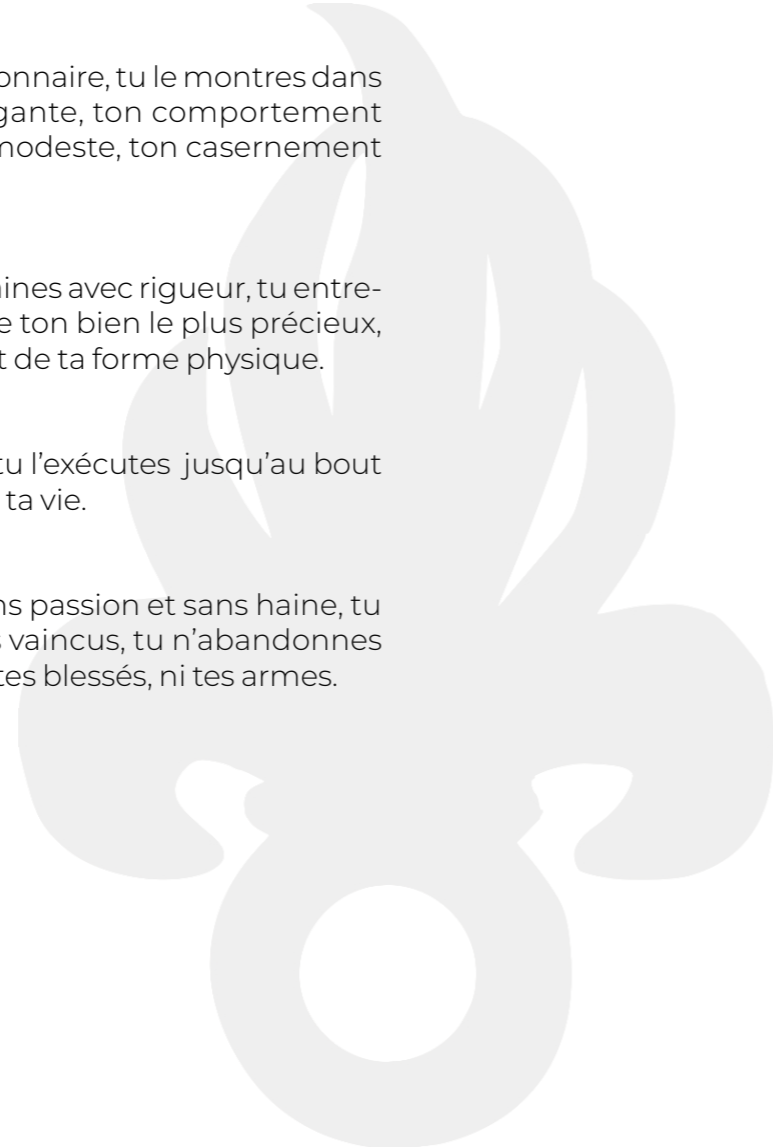 onnaire, tu le montres dans
gante, ton comportement
modeste, ton casernement
ines avec rigueur, tu entre-
e ton bien le plus précieux,
t de ta forme physique.
tu l’exécutes jusqu’au bout
ta vie.
ns passion et sans haine, tu
s vaincus, tu n’abandonnes
tes blessés, ni tes armes.